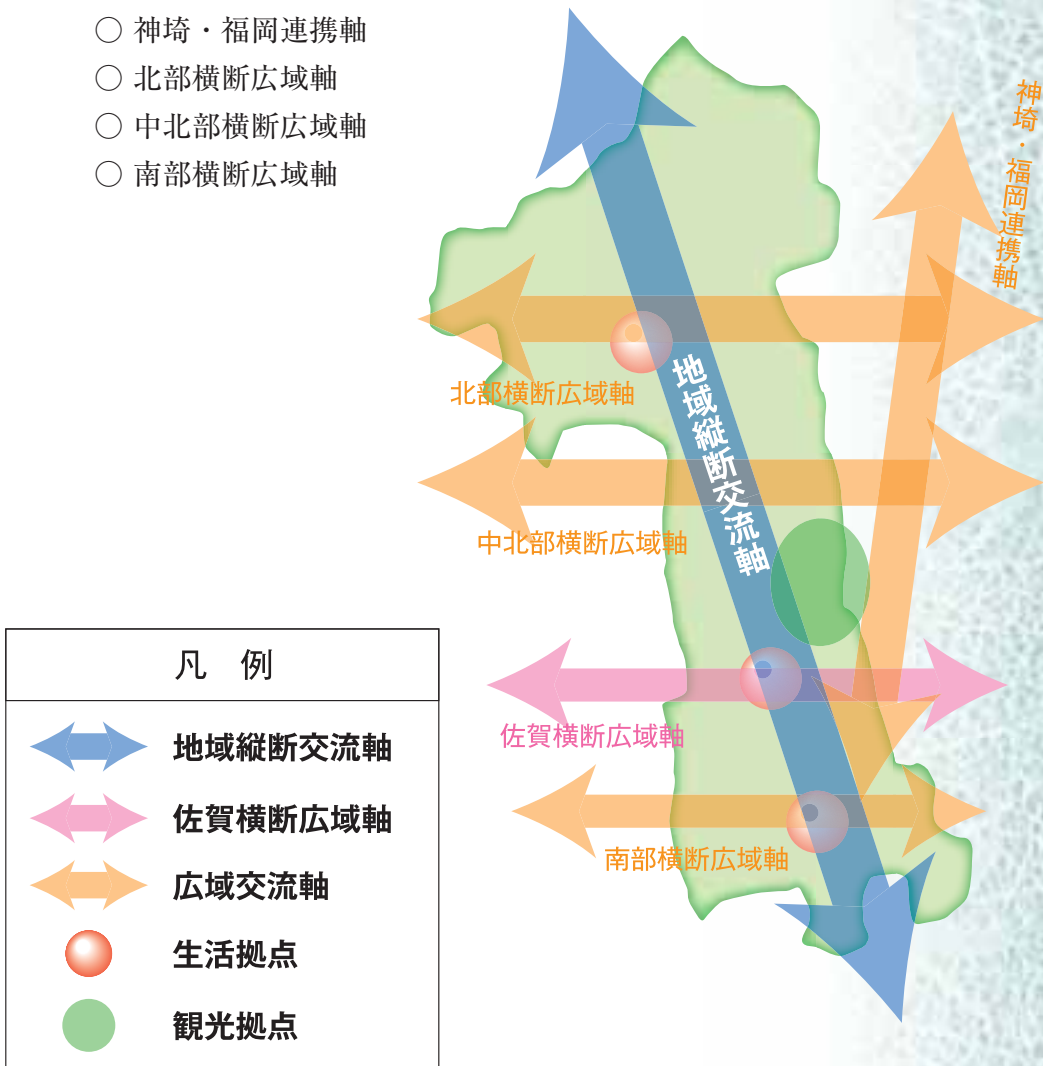 ○ 神埼・福岡連携軸
○ 北部横断広域軸
○ 中北部横断広域軸
○ 南部横断広域軸
神埼・福岡連携軸
北部横断広域軸
地域縦断交流軸
中北部横断広域軸
佐賀横断広域軸
南部横断広域軸
凡 例
地域縦断交流軸
佐賀横断広域軸
広域交流軸
生活拠点
観光拠点